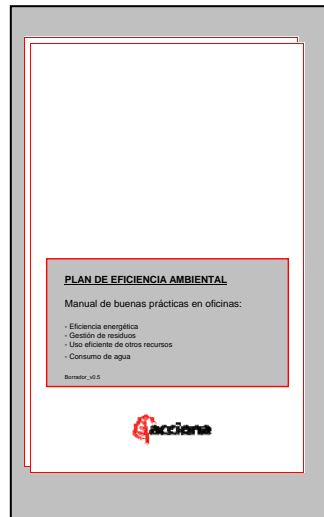 PLAN DE EFICIENCIA AMBIENTAL
Manual de buenas prácticas en oficinas:
- Eficiencia energética
- Gestión de residuos
- Uso eficiente de otros recursos
- Consumo de agua
Borrador_v0.5
acciona